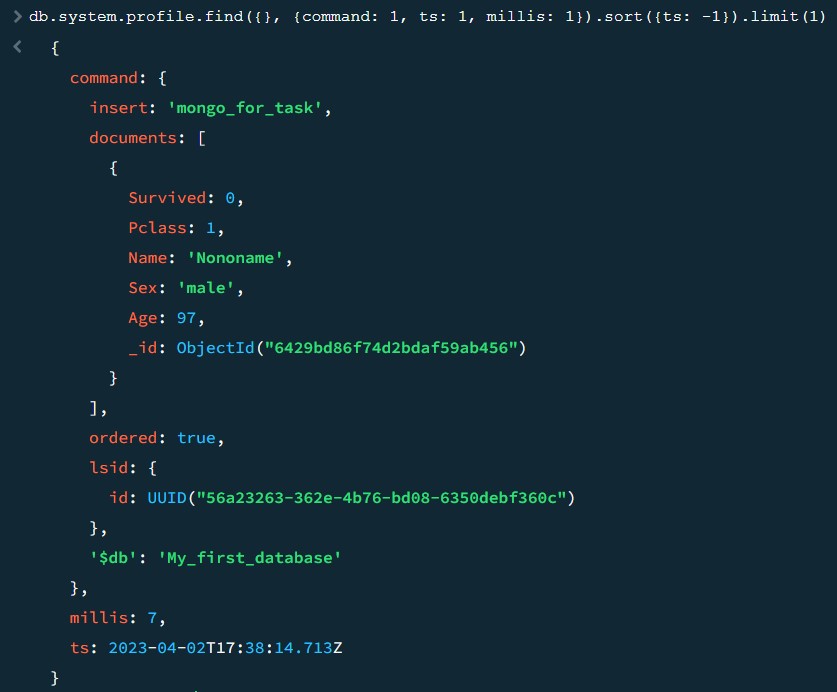 > db.system.profile.find({}, {command: 1, ts: 1, millis: 1}).sort({ts: -1}).limit(1)
< {
command: {
insert: 'mongo_for_task',
documents: [
{
Survived: 0,
Pclass: 1,
Name: 'Nononame',
Sex: 'male',
Age: 97,
_id: ObjectId("6429bd86f74d2bdaf59ab456")
}
],
ordered: true,
lsid: {
id: UUID("56a23263-362e-4b76-bd08-6350debf360c")
},
'$db': 'My_first_database'
},
millis: 7,
ts: 2023-04-02T17:38:14.713Z
}